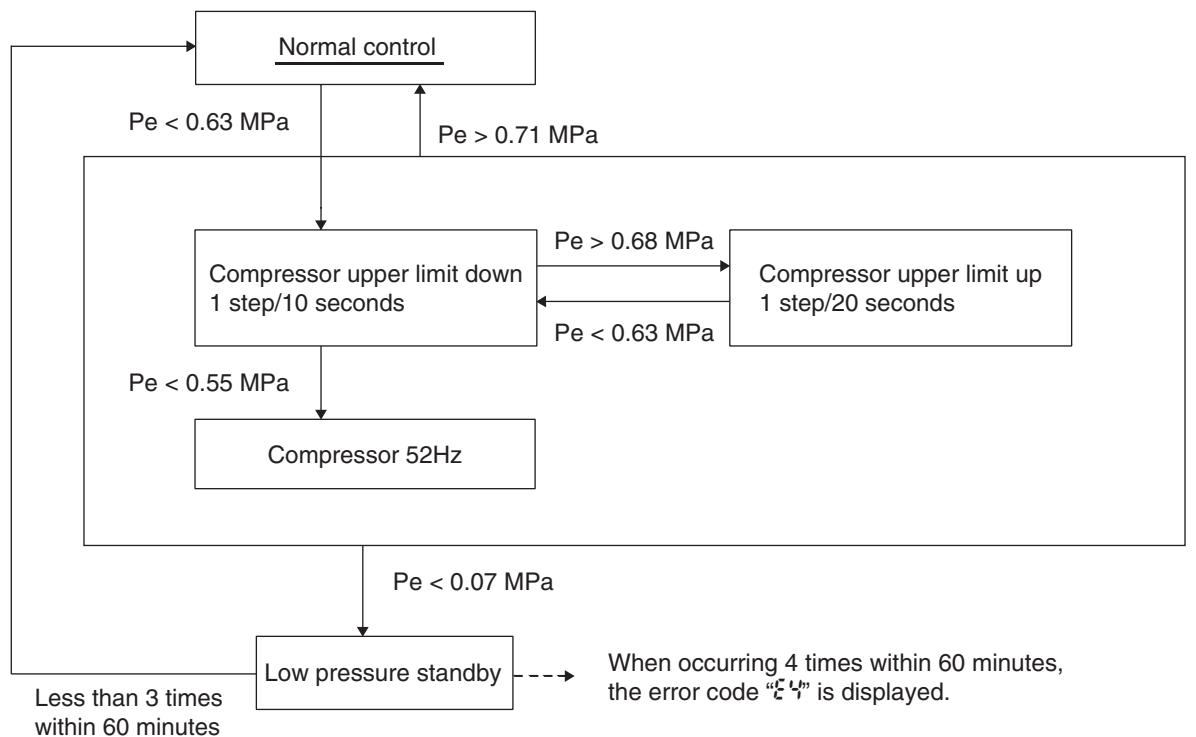 Normal control
Pe < 0.63 MPa
Pe > 0.71 MPa
Compressor upper limit down
1 step/10 seconds
Pe > 0.68 MPa
Compressor upper limit up
1 step/20 seconds
Pe < 0.63 MPa
Pe < 0.55 MPa
Compressor 52Hz
Pe < 0.07 MPa
Low pressure standby
When occurring 4 times within 60 minutes,
the error code “E4” is displayed.
Less than 3 times
within 60 minutes